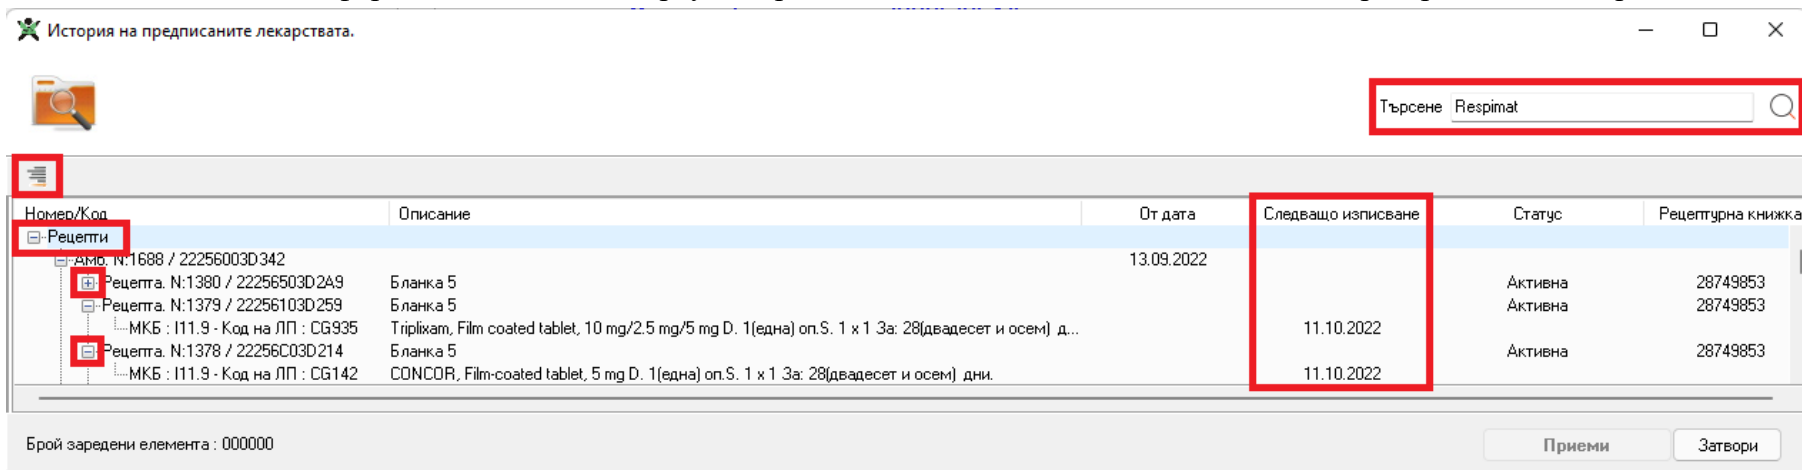 История на предписаните лекарствата.
Търсене Respimat
Номер/Код Описание От дата Следващо изписване Статус Рецептурна книжка
Рецепти
Амб. N:1688 / 22256003D342 13.09.2022
Рецепта. N:1380 / 22256503D2A9 Бланка 5 Активна 28749853
Рецепта. N:1379 / 22256103D259 Бланка 5 Активна 28749853
МКБ : I11.9 - Код на ЛП : CG935 Triplixam, Film coated tablet, 10 mg/2.5 mg/5 mg D. 1(една) оп.S. 1 x 1 За: 28(двадесет и осем) д... 11.10.2022
Рецепта. N:1378 / 22256C03D214 Бланка 5 Активна 28749853
МКБ : I11.9 - Код на ЛП : CG142 CONCOR, Film-coated tablet, 5 mg D. 1(една) оп.S. 1 x 1 За: 28(двадесет и осем) дни. 11.10.2022
Брой заредени елемента : 000000 Приеми Затвори